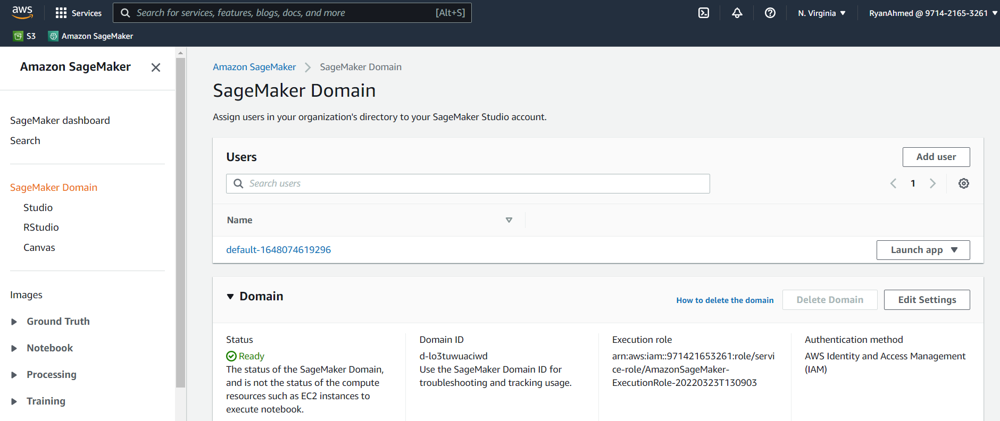 aws
Services
Search for services, features, blogs, docs, and more
[Alt+S]
N. Virginia
RyanAhmed @ 9714-2165-3261
S3
Amazon SageMaker
Amazon SageMaker
SageMaker dashboard
Search
SageMaker Domain
Studio
RStudio
Canvas
Images
Ground Truth
Notebook
Processing
Training
Amazon SageMaker
SageMaker Domain
SageMaker Domain
Assign users in your organization's directory to your SageMaker Studio account.
Users
Add user
Search users
1
Name
default-1648074619296
Launch app
Domain
How to delete the domain
Delete Domain
Edit Settings
Status
Ready
The status of the SageMaker Domain,
and is not the status of the compute
resources such as EC2 instances to
execute notebook.
Domain ID
d-lo3tuwuaciwd
Use the SageMaker Domain ID for
troubleshooting and tracking usage.
Execution role
arn:aws:iam::971421653261:role/servi
ce-role/AmazonSageMaker-
ExecutionRole-20220323T130903
Authentication method
AWS Identity and Access Management
(IAM)